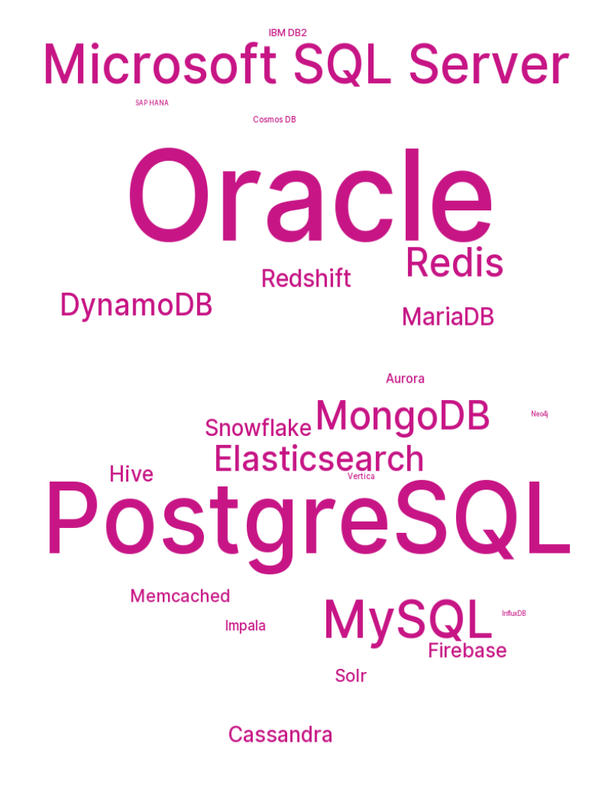 IBM DB2
Microsoft SQL Server
SAP HANA
Cosmos DB
Oracle
Redis
Redshift
DynamoDB
MariaDB
Aurora
MongoDB
Neo4j
Snowflake
Elasticsearch
Hive
Vertica
PostgreSQL
Memcached
MySQL
InfluxDB
Impala
Firebase
Solr
Cassandra